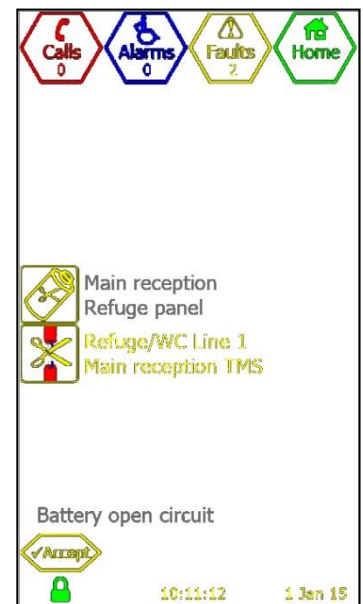 Calls
0
Alarms
0
Faults
2
Home
Main reception
Refuge panel
Refuge/WC Line 1
Main reception TMS
Battery open circuit
✓Accept
10:11:12
1 Jan 15